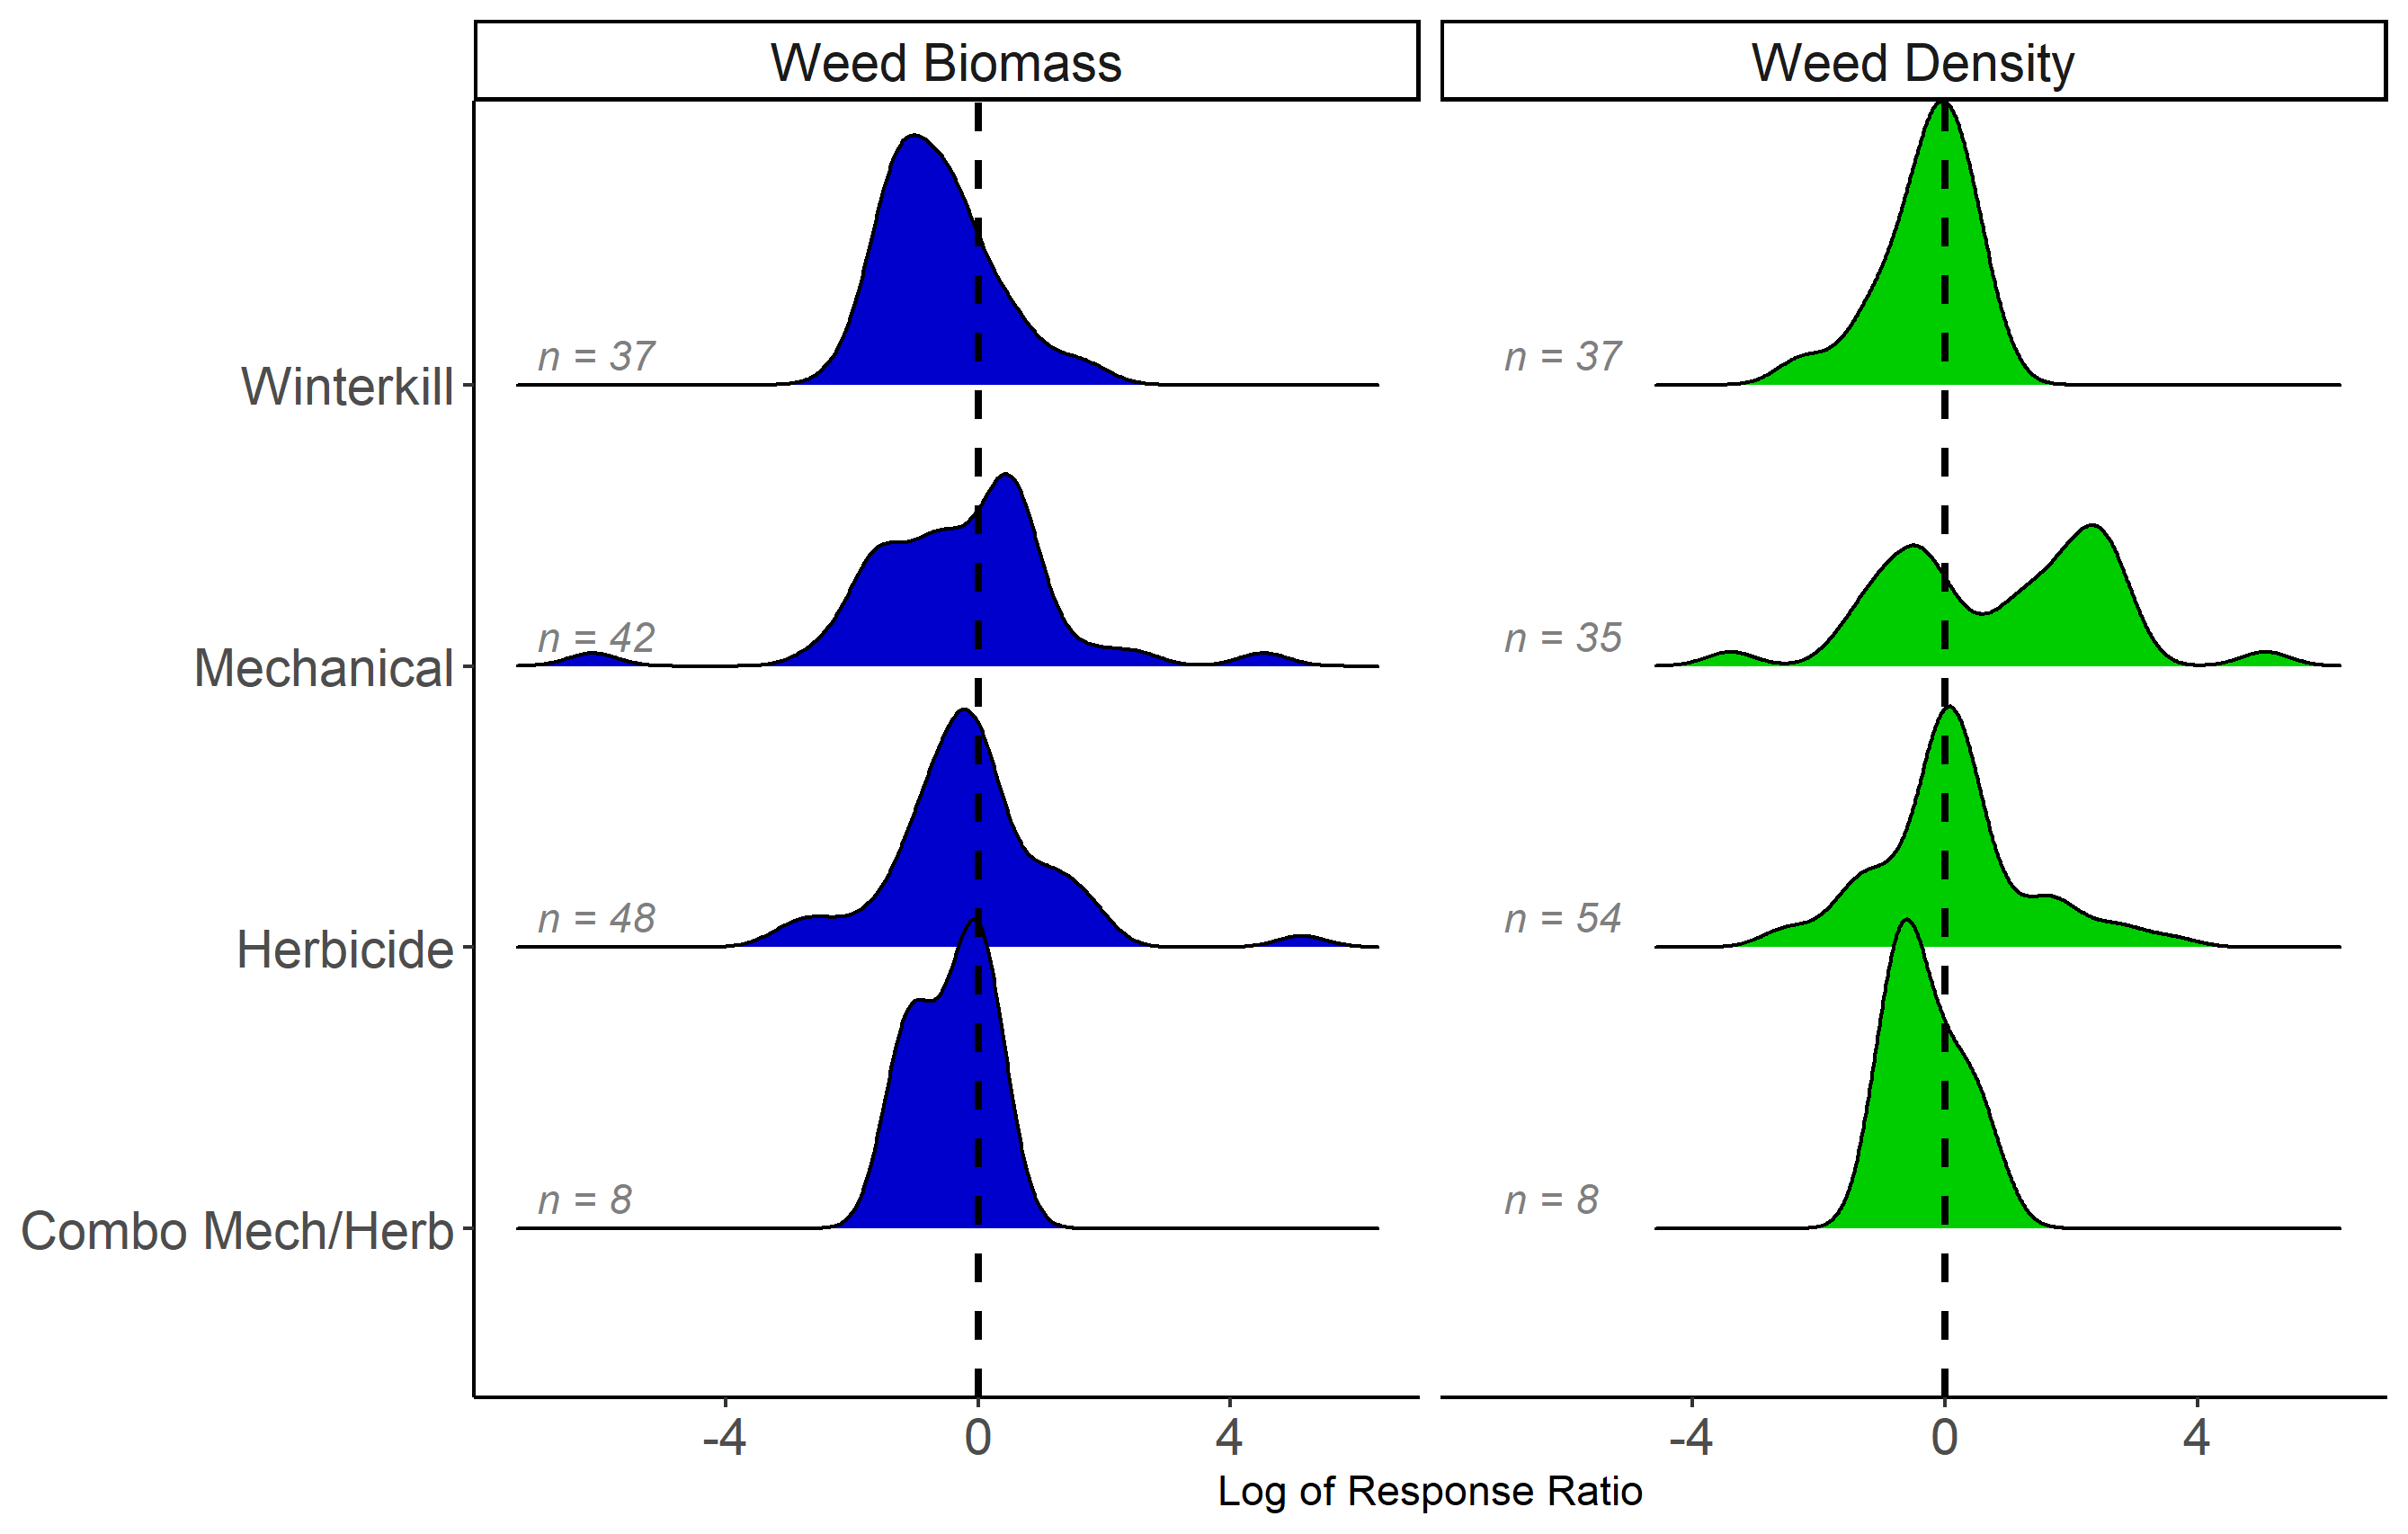 Weed Biomass
Weed Density
Winterkill
n = 37
n = 37
Mechanical
n = 42
n = 35
Herbicide
n = 48
n = 54
Combo Mech/Herb
n = 8
n = 8
-4 0 4
-4 0 4
Log of Response Ratio